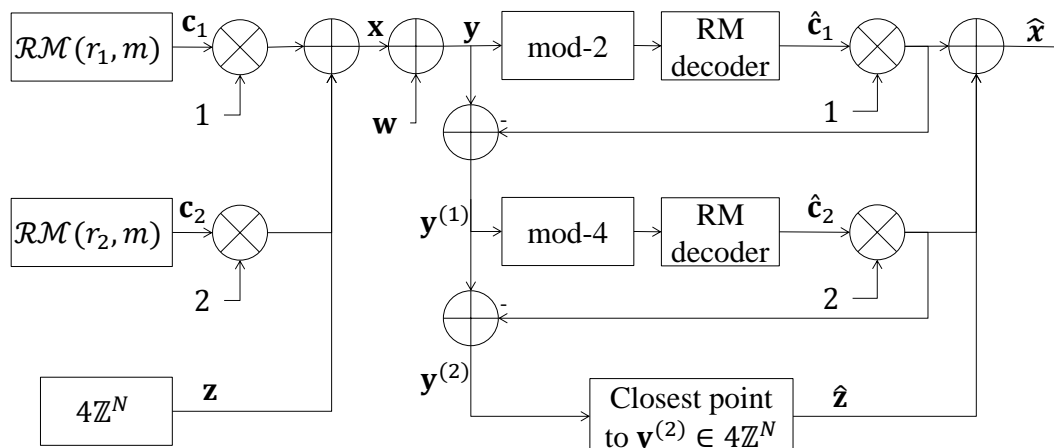 𝓡𝓜(r₁, m)
c₁
1
x
w
y
mod-2
RM
decoder
ĉ₁
1
x̂
-
𝓡𝓜(r₂, m)
c₂
2
y⁽¹⁾
mod-4
RM
decoder
ĉ₂
2
-
y⁽²⁾
4ℤᴺ
z
Closest point
to y⁽²⁾ ∈ 4ℤᴺ
ẑ